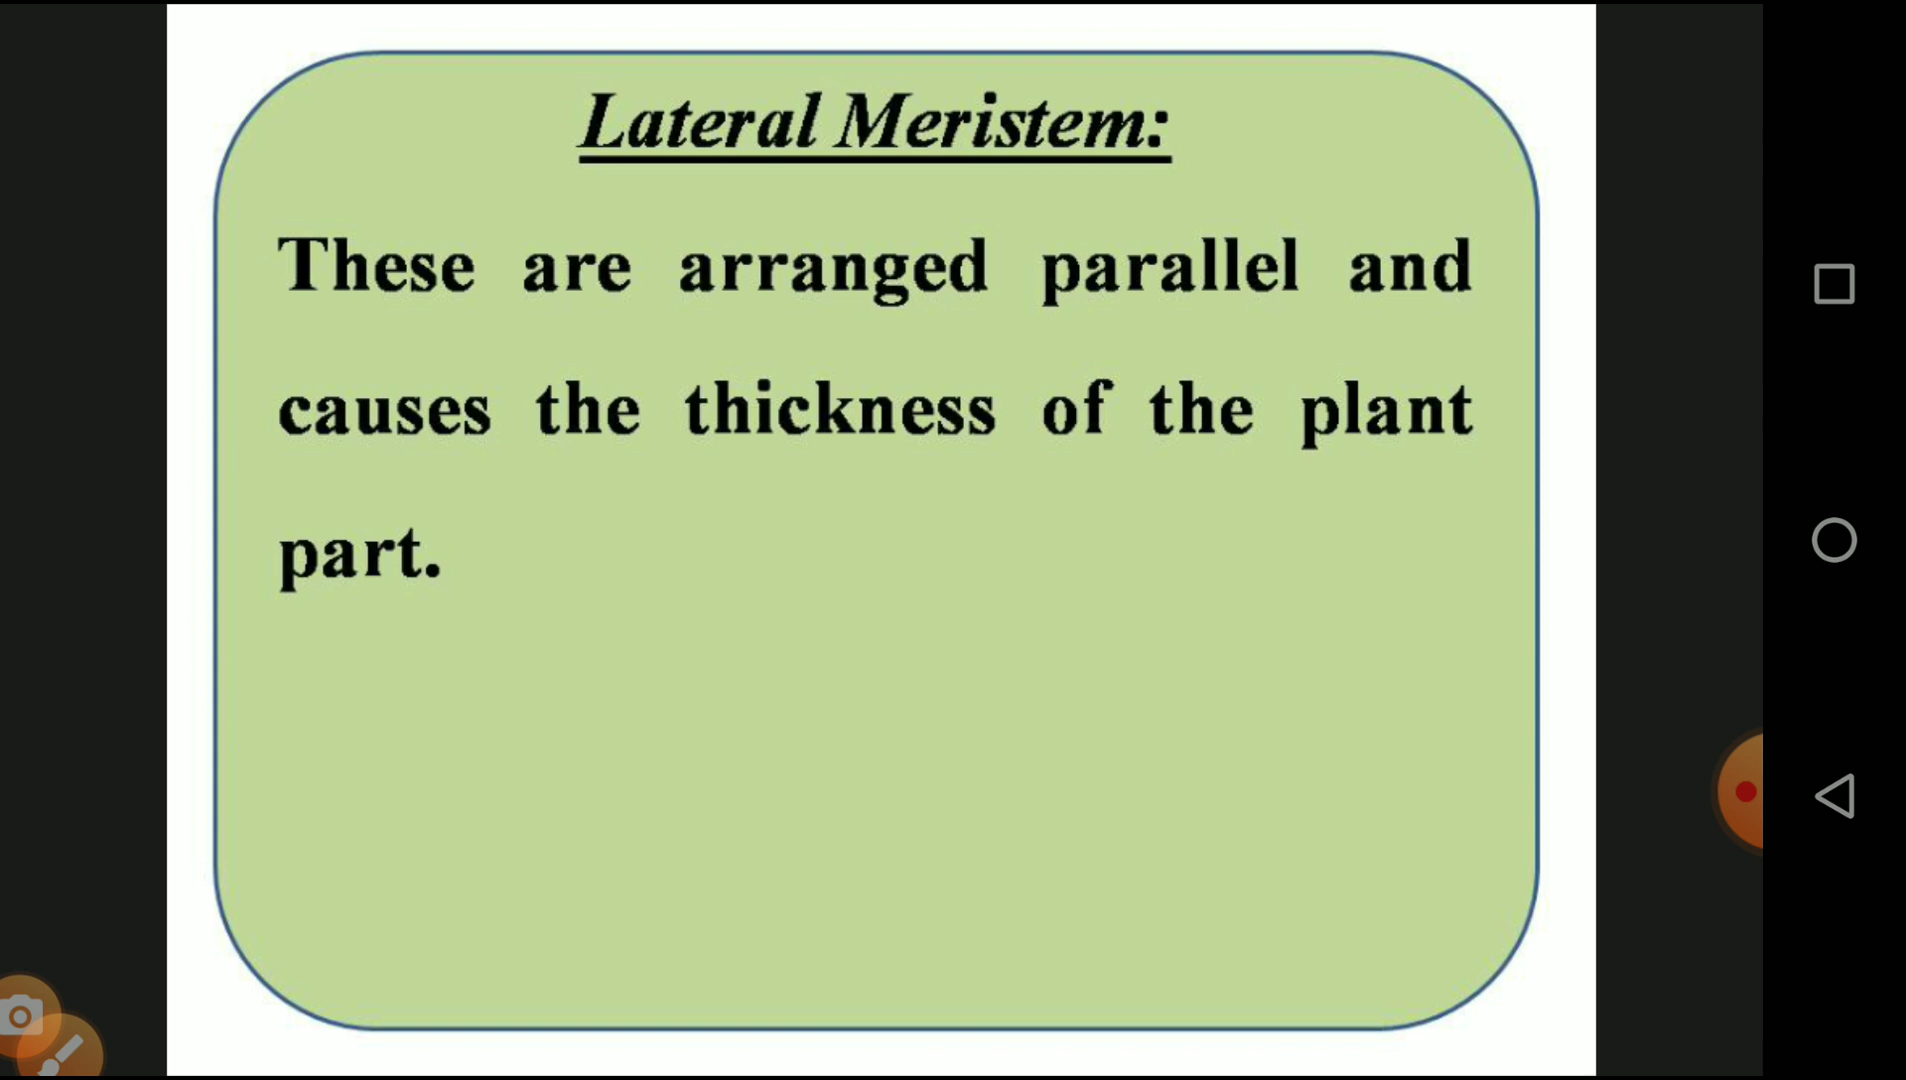 Lateral Meristem:
These are arranged parallel and
causes the thickness of the plant
part.